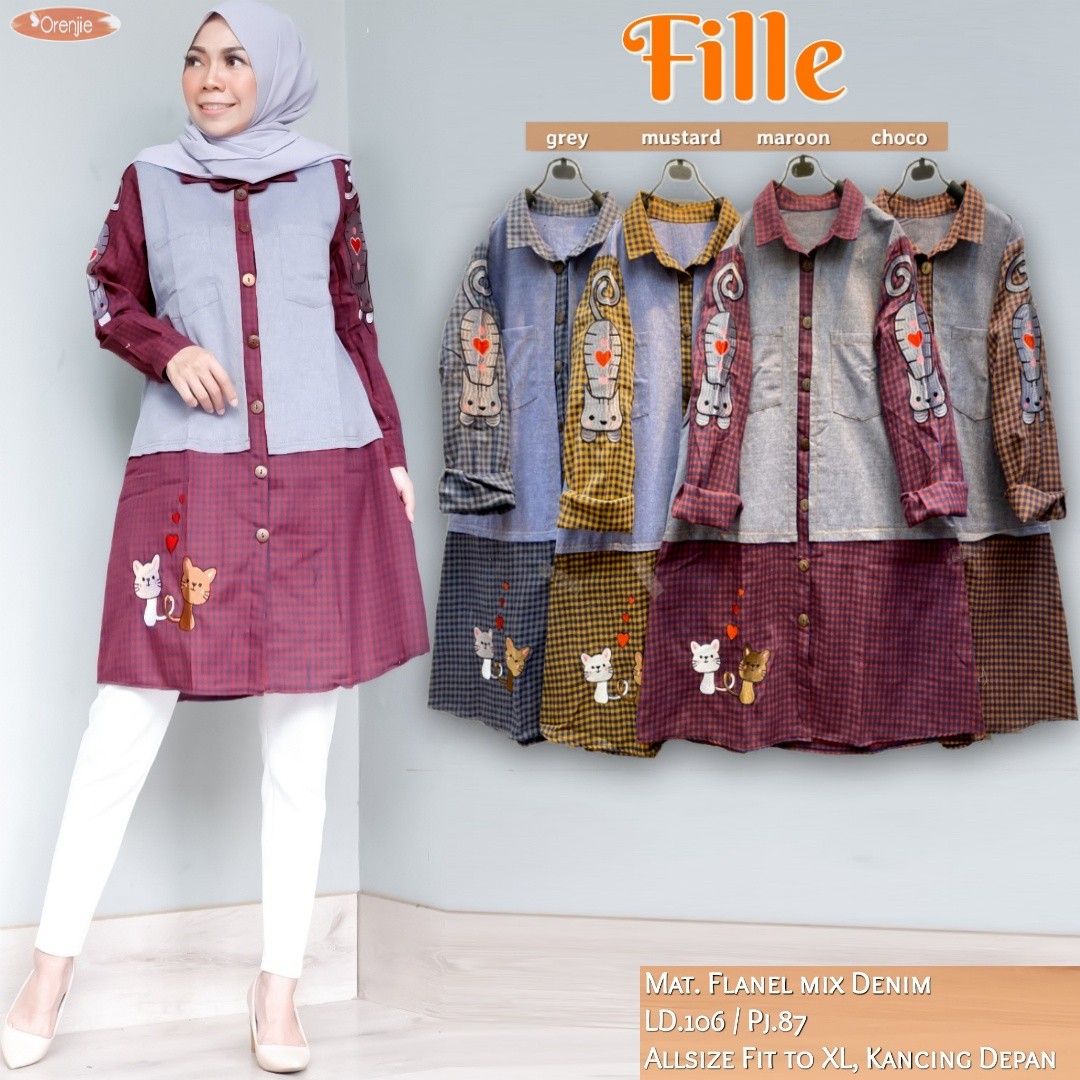 Orenjie
Fille
grey mustard maroon choco
Mat. Flanel mix Denim
LD.106 / Pj.87
Allsize Fit to XL, Kancing Depan